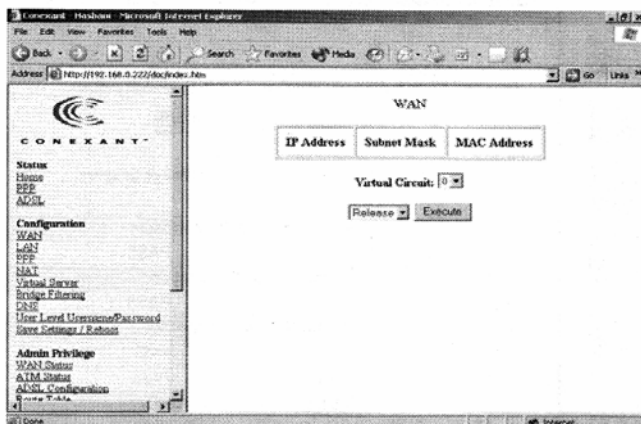 Conexant - Hasbani - Microsoft Internet Explorer
File Edit View Favorites Tools Help
Back Search Favorites Media
Address http://192.168.0.222/doc/index.htm Go Links
CONEXANT
Status
Home
PPP
ADSL
Configuration
WAN
LAN
PPP
NAT
Virtual Server
Bridge Filtering
DNS
User Level Username/Password
Save Settings / Reboot
Admin Privilege
WAN Status
ATM Status
ADSL Configuration
Route Table
WAN
IP Address Subnet Mask MAC Address
Virtual Circuit: 0
Release Execute
Done Internet